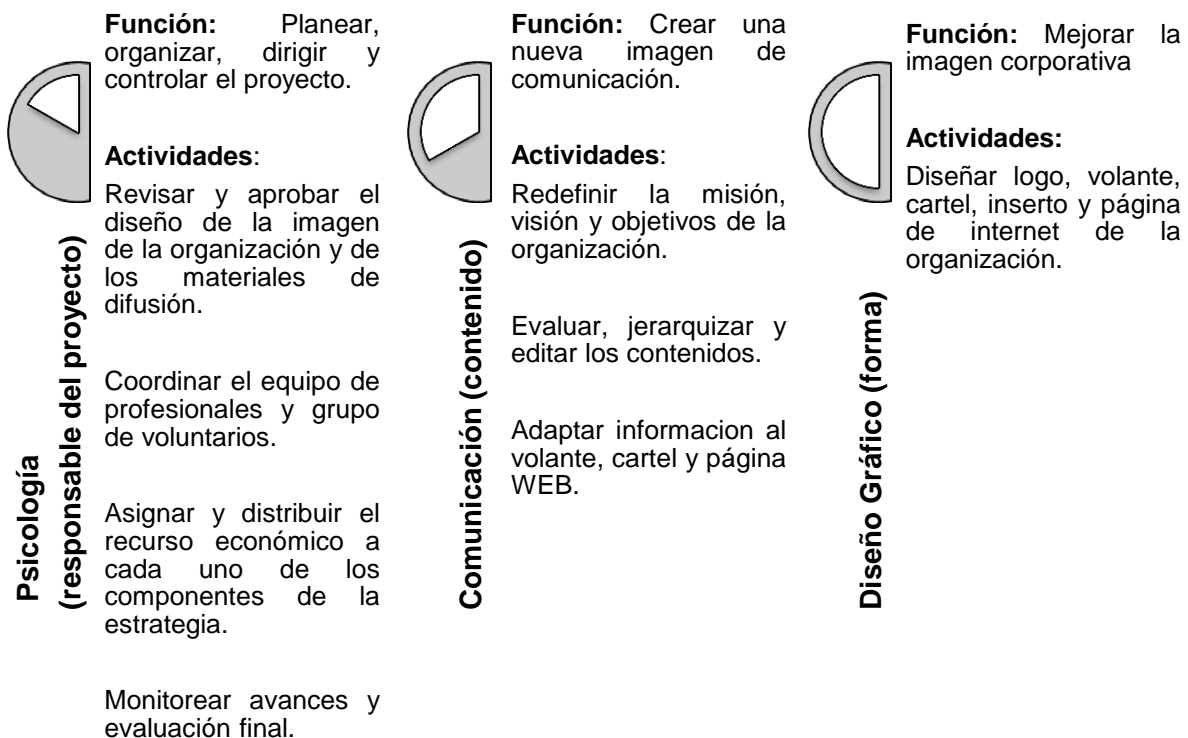 Psicología
(responsable del proyecto)
Función: Planear,
organizar, dirigir y
controlar el proyecto.
Actividades:
Revisar y aprobar el
diseño de la imagen
de la organización y de
los materiales de
difusión.
Coordinar el equipo de
profesionales y grupo
de voluntarios.
Asignar y distribuir el
recurso económico a
cada uno de los
componentes de la
estrategia.
Monitorear avances y
evaluación final.
Comunicación (contenido)
Función: Crear una
nueva imagen de
comunicación.
Actividades:
Redefinir la misión,
visión y objetivos de la
organización.
Evaluar, jerarquizar y
editar los contenidos.
Adaptar informacion al
volante, cartel y página
WEB.
Diseño Gráfico (forma)
Función: Mejorar la
imagen corporativa
Actividades:
Diseñar logo, volante,
cartel, inserto y página
de internet de la
organización.